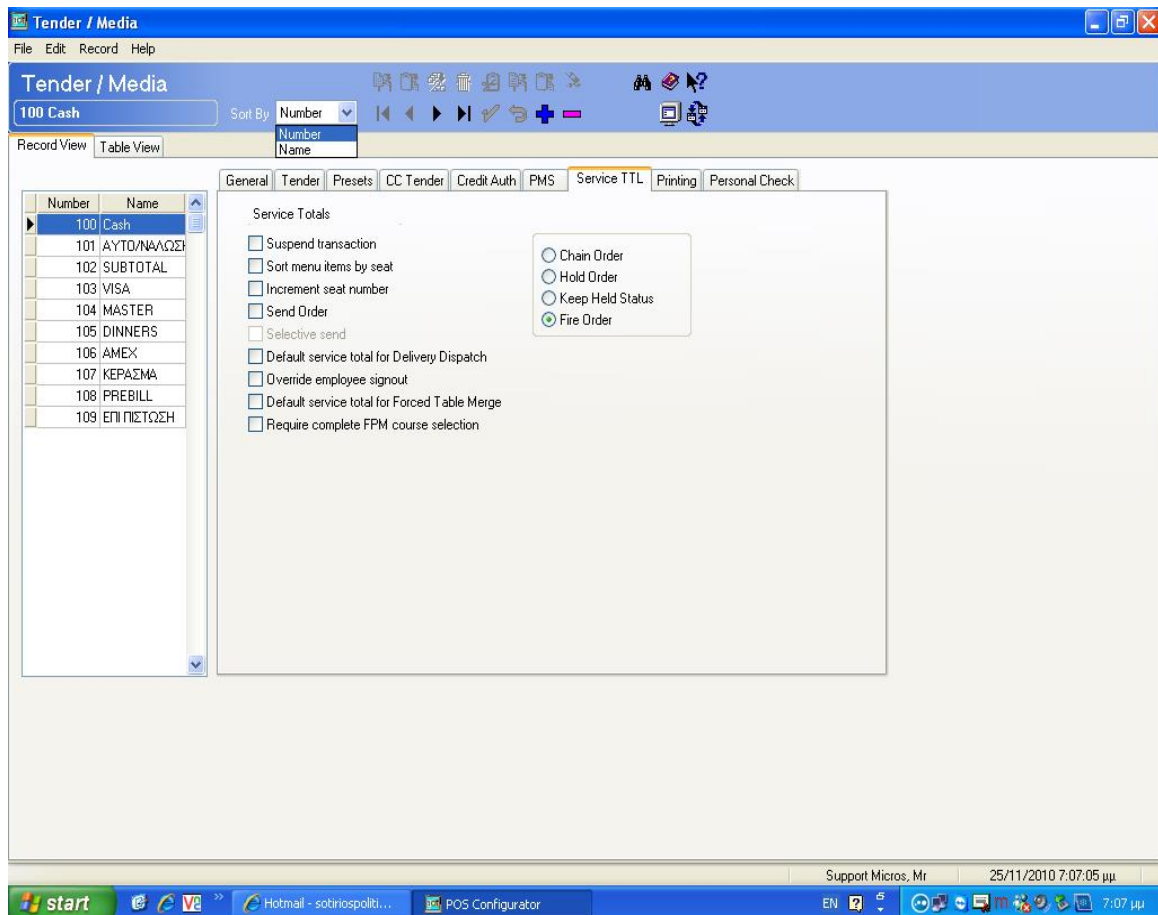 Tender / Media
File Edit Record Help
Tender / Media
100 Cash
Sort By Number
Number
Name
Record View Table View
General Tender Presets CC Tender Credit Auth PMS Service TTL Printing Personal Check
Number Name
100 Cash
101 ΑΥΤΟ/ΝΑΛΩΣΗ
102 SUBTOTAL
103 VISA
104 MASTER
105 DINNERS
106 AMEX
107 ΚΕΡΑΣΜΑ
108 PREBILL
109 ΕΠΙ ΠΙΣΤΩΣΗ
Service Totals
Suspend transaction
Sort menu items by seat
Increment seat number
Send Order
Selective send
Default service total for Delivery Dispatch
Override employee signout
Default service total for Forced Table Merge
Require complete FPM course selection
Chain Order
Hold Order
Keep Held Status
Fire Order
Support Micros, Mr 25/11/2010 7:07:05 μμ
start Hotmail - sotiriospoliti... POS Configurator EN 7:07 μμ